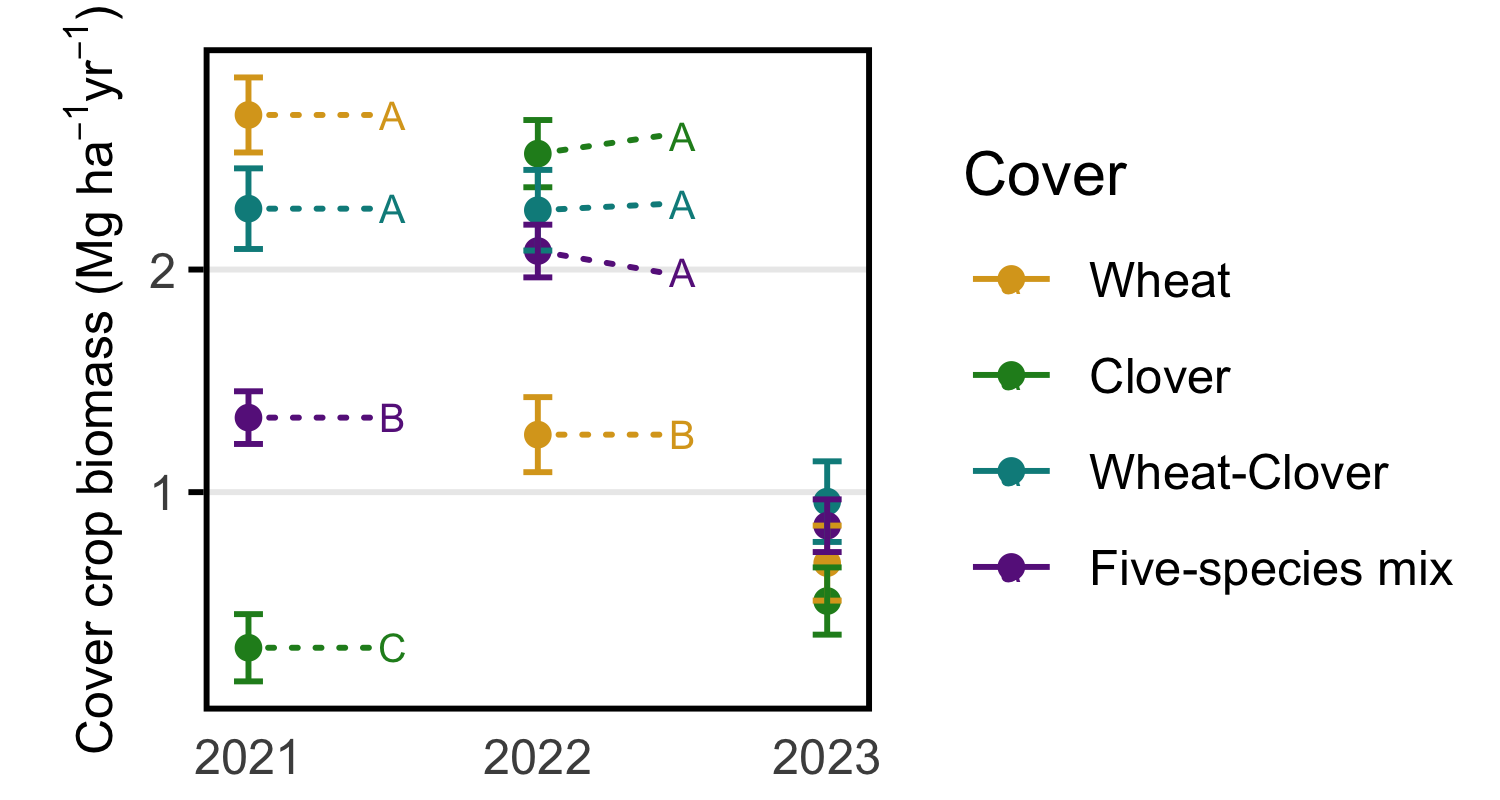 Cover crop biomass (Mg ha⁻¹yr⁻¹)
2
1
A
A
B
C
A
A
A
B
2021
2022
2023
Cover
Wheat
Clover
Wheat-Clover
Five-species mix